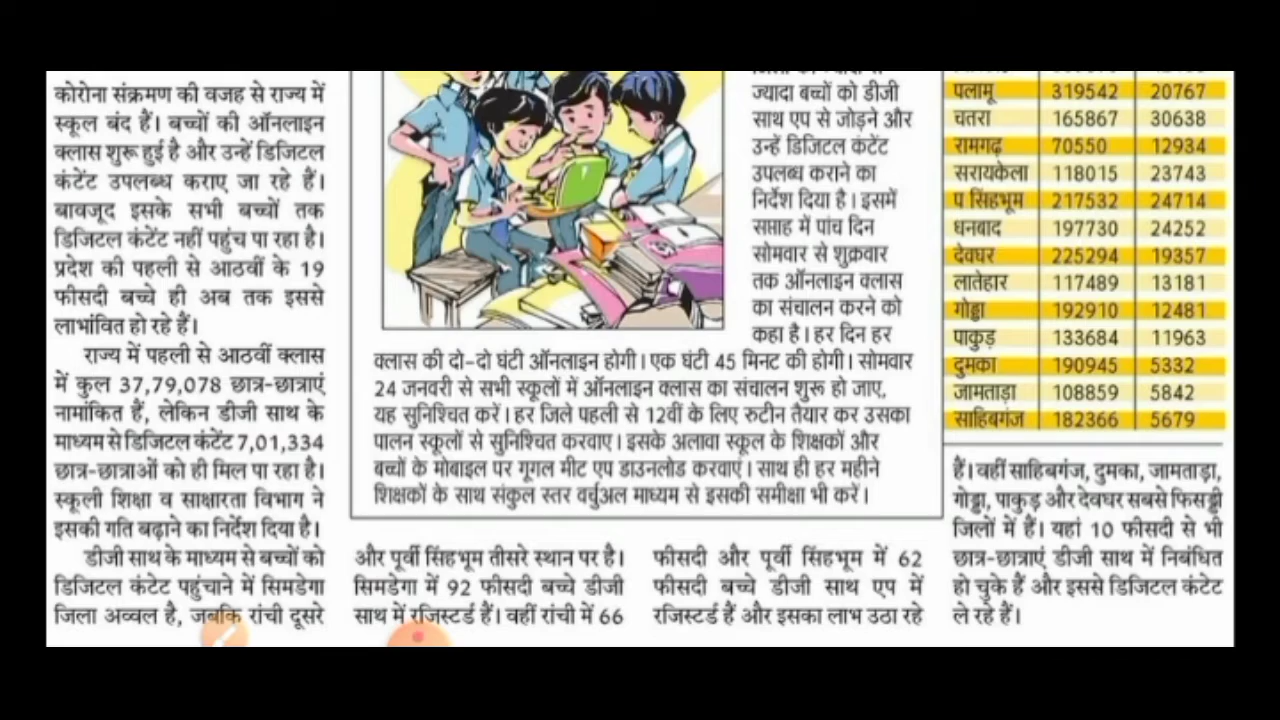 कोरोना संक्रमण की वजह से राज्य में
स्कूल बंद हैं। बच्चों की ऑनलाइन
क्लास शुरू हुई है और उन्हें डिजिटल
कंटेंट उपलब्ध कराए जा रहे हैं।
बावजूद इसके सभी बच्चों तक
डिजिटल कंटेंट नहीं पहुंच पा रहा है।
प्रदेश की पहली से आठवीं के 19
फीसदी बच्चे ही अब तक इससे
लाभांवित हो रहे हैं।
राज्य में पहली से आठवीं क्लास
में कुल 37,79,078 छात्र-छात्राएं
नामांकित हैं, लेकिन डीजी साथ के
माध्यम से डिजिटल कंटेंट 7,01,334
छात्र-छात्राओं को ही मिल पा रहा है।
स्कूली शिक्षा व साक्षारता विभाग ने
इसकी गति बढ़ाने का निर्देश दिया है।
डीजी साथ के माध्यम से बच्चों को
डिजिटल कंटेट पहुंचाने में सिमडेगा
जिला अव्वल है, जबकि रांची दूसरे
ज्यादा बच्चों को डीजी
साथ एप से जोड़ने और
उन्हें डिजिटल कंटेंट
उपलब्ध कराने का
निर्देश दिया है। इसमें
सप्ताह में पांच दिन
सोमवार से शुक्रवार
तक ऑनलाइन क्लास
का संचालन करने को
कहा है। हर दिन हर
क्लास की दो-दो घंटी ऑनलाइन होगी। एक घंटी 45 मिनट की होगी। सोमवार
24 जनवरी से सभी स्कूलों में ऑनलाइन क्लास का संचालन शुरू हो जाए,
यह सुनिश्चित करें। हर जिले पहली से 12वीं के लिए रुटीन तैयार कर उसका
पालन स्कूलों से सुनिश्चित करवाए। इसके अलावा स्कूल के शिक्षकों और
बच्चों के मोबाइल पर गूगल मीट एप डाउनलोड करवाएं। साथ ही हर महीने
शिक्षकों के साथ संकुल स्तर वर्चुअल माध्यम से इसकी समीक्षा भी करें।
और पूर्वी सिंहभूम तीसरे स्थान पर है।
सिमडेगा में 92 फीसदी बच्चे डीजी
साथ में रजिस्टर्ड हैं। वहीं रांची में 66
फीसदी और पूर्वी सिंहभूम में 62
फीसदी बच्चे डीजी साथ एप में
रजिस्टर्ड हैं और इसका लाभ उठा रहे
पलामू 319542 20767
चतरा 165867 30638
रामगढ़ 70550 12934
सरायकेला 118015 23743
प सिंहभूम 217532 24714
धनबाद 197730 24252
देवघर 225294 19357
लातेहार 117489 13181
गोड्डा 192910 12481
पाकुड़ 133684 11963
दुमका 190945 5332
जामताड़ा 108859 5842
साहिबगंज 182366 5679
हैं। वहीं साहिबगंज, दुमका, जामताड़ा,
गोड्डा, पाकुड़ और देवघर सबसे फिसड्डी
जिलों में हैं। यहां 10 फीसदी से भी
छात्र-छात्राएं डीजी साथ में निबंधित
हो चुके हैं और इससे डिजिटल कंटेट
ले रहे हैं।